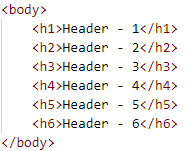 <body>
<h1>Header - 1</h1>
<h2>Header - 2</h2>
<h3>Header - 3</h3>
<h4>Header - 4</h4>
<h5>Header - 5</h5>
<h6>Header - 6</h6>
</body>